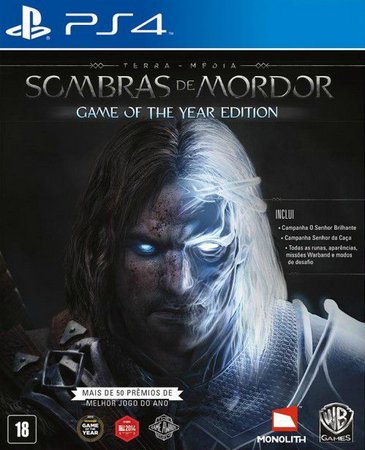 PS4
TERRA-MÉDIA
SOMBRAS DE MORDOR
GAME OF THE YEAR EDITION
INCLUI
• Campanha O Senhor Brilhante
• Campanha Senhor da Caça
• Todas as runas, aparências,
missões Warband e modos
de desafio
MAIS DE 50 PRÊMIOS DE
MELHOR JOGO DO ANO
18
2014
MONOLITH
WB
GAMES